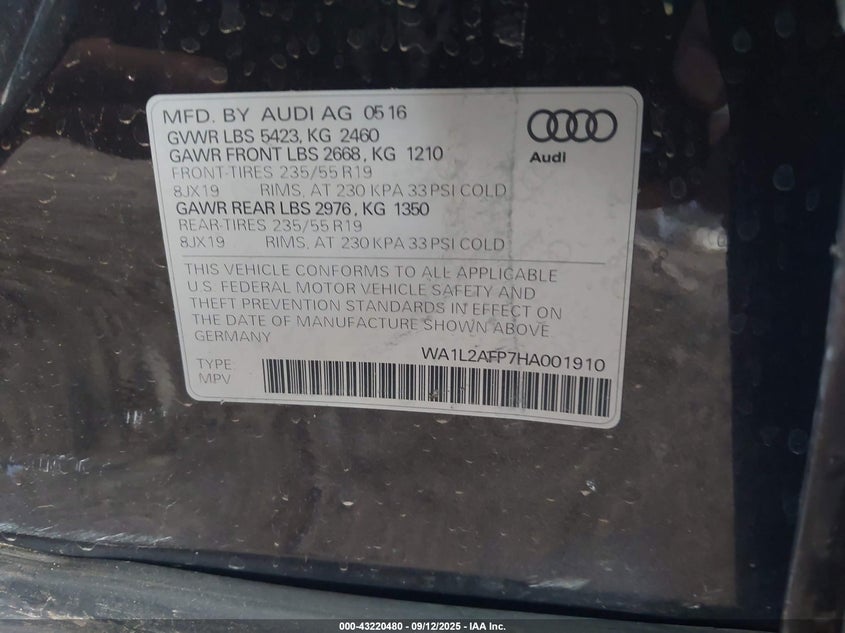 MFD. BY AUDI AG 05 16
GVWR LBS 5423, KG 2460
GAWR FRONT LBS 2668, KG 1210
FRONT-TIRES 235/55 R19
8JX19 RIMS, AT 230 KPA 33 PSI COLD
GAWR REAR LBS 2976, KG 1350
REAR-TIRES 235/55 R19
8JX19 RIMS, AT 230 KPA 33 PSI COLD
Audi
THIS VEHICLE CONFORMS TO ALL APPLICABLE
U.S. FEDERAL MOTOR VEHICLE SAFETY AND
THEFT PREVENTION STANDARDS IN EFFECT ON
THE DATE OF MANUFACTURE SHOWN ABOVE.
GERMANY
WA1L2AFP7HA001910
TYPE:
MPV
000-43220480 - 09/12/2025 - IAA Inc.